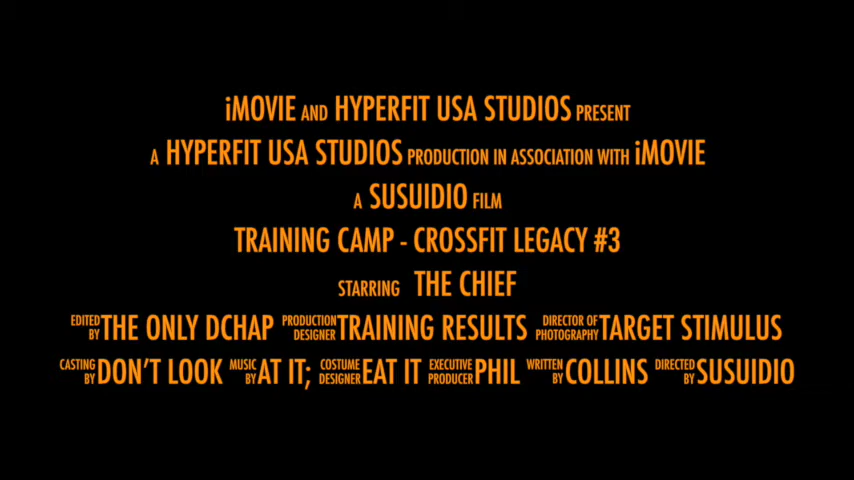 iMOVIE AND HYPERFIT USA STUDIOS PRESENT
A HYPERFIT USA STUDIOS PRODUCTION IN ASSOCIATION WITH iMOVIE
A SUSUIDIO FILM
TRAINING CAMP - CROSSFIT LEGACY #3
STARRING THE CHIEF
EDITED BY THE ONLY DCHAP PRODUCTION DESIGNER TRAINING RESULTS DIRECTOR OF PHOTOGRAPHY TARGET STIMULUS
CASTING BY DON'T LOOK MUSIC BY AT IT; COSTUME DESIGNER EAT IT EXECUTIVE PRODUCER PHIL WRITTEN BY COLLINS DIRECTED BY SUSUIDIO